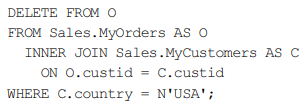 DELETE FROM O
FROM Sales.MyOrders AS O
INNER JOIN Sales.MyCustomers AS C
ON O.custid = C.custid
WHERE C.country = N'USA';